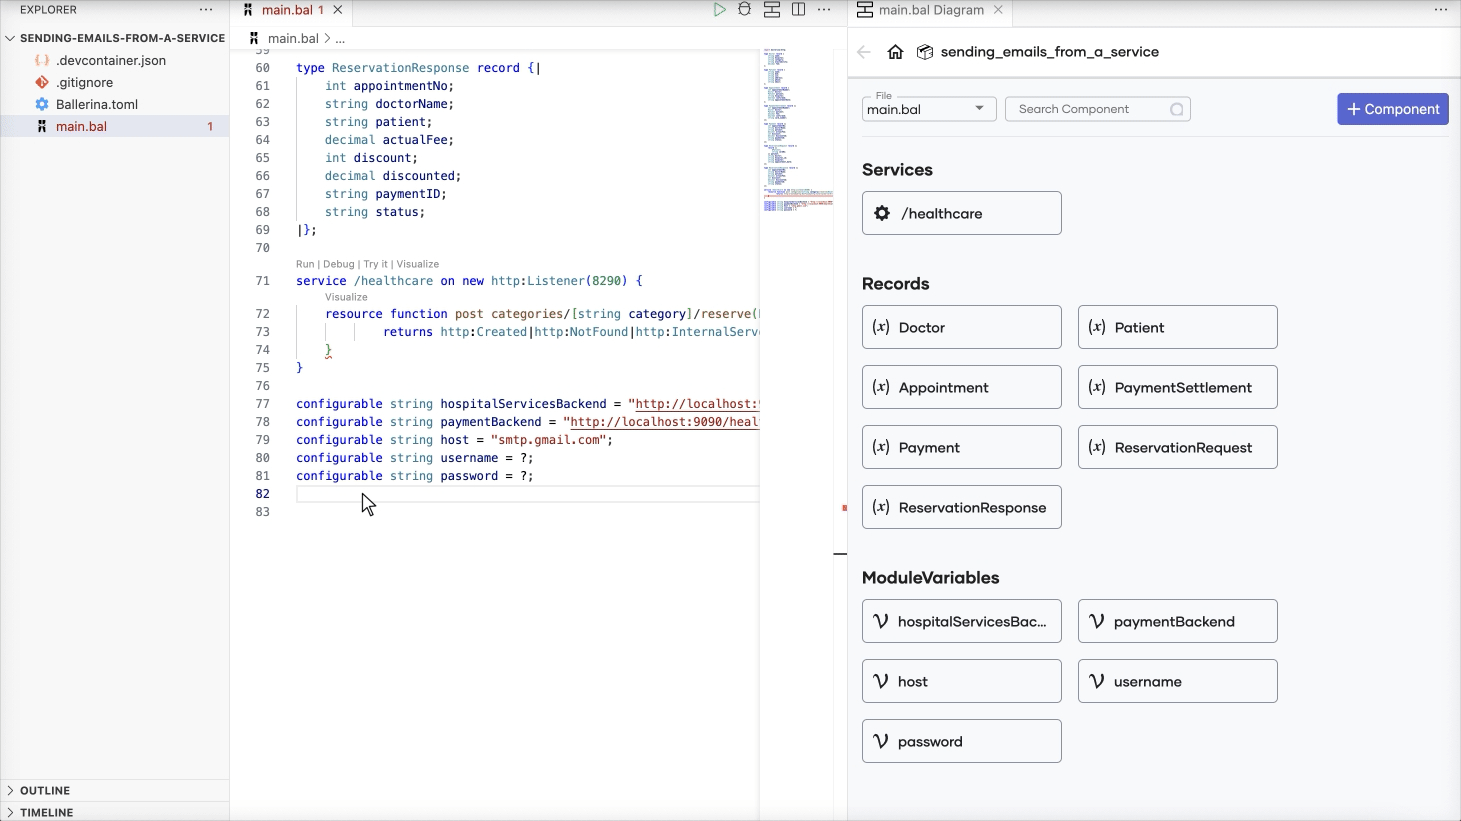 EXPLORER
SENDING-EMAILS-FROM-A-SERVICE
.devcontainer.json
.gitignore
Ballerina.toml
main.bal 1
OUTLINE
TIMELINE
main.bal 1
main.bal > ...
59
60 type ReservationResponse record {|
61 int appointmentNo;
62 string doctorName;
63 string patient;
64 decimal actualFee;
65 int discount;
66 decimal discounted;
67 string paymentID;
68 string status;
69 |};
70
Run | Debug | Try it | Visualize
71 service /healthcare on new http:Listener(8290) {
Visualize
72 resource function post categories/[string category]/reserve(
73 returns http:Created|http:NotFound|http:InternalServ
74 }
75 }
76
77 configurable string hospitalServicesBackend = "http://localhost:
78 configurable string paymentBackend = "http://localhost:9090/heal
79 configurable string host = "smtp.gmail.com";
80 configurable string username = ?;
81 configurable string password = ?;
82
83
main.bal Diagram
sending_emails_from_a_service
File
main.bal
Search Component
+ Component
Services
/healthcare
Records
(x) Doctor
(x) Patient
(x) Appointment
(x) PaymentSettlement
(x) Payment
(x) ReservationRequest
(x) ReservationResponse
ModuleVariables
hospitalServicesBac...
paymentBackend
host
username
password